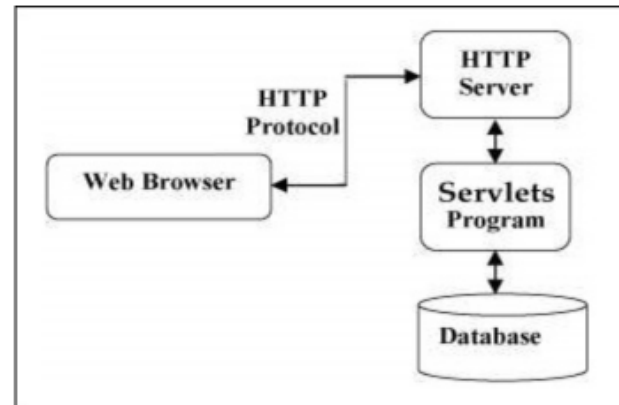 HTTP
Server
HTTP
Protocol
Web Browser
Servlets
Program
Database